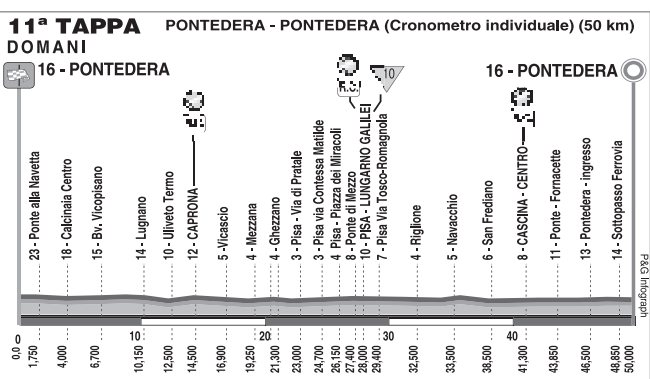 11ª TAPPA PONTEDERA - PONTEDERA (Cronometro individuale) (50 km)
DOMANI
16 - PONTEDERA
16 - PONTEDERA
R.C.
10
23 - Ponte alla Navetta
18 - Calcinaia Centro
15 - Bv. Vicopisano
14 - Lugnano
10 - Uliveto Termo
12 - CAPRONA
5 -Vicascio
4 - Mezzana
4 - Ghezzano
3 - Pisa - Via di Pratale
3 - Pisa via Contessa Matilde
4 Pisa - Piazza dei Miracoli
8 - Ponte di Mezzo
10 - PISA - LUNGARNO GALILEI
7 - Pisa Via Tosco-Romagnola
4 - Riglione
5 - Navacchio
6 - San Frediano
8 - CASCINA - CENTRO
11 - Ponte - Fornacette
13 - Pontedera - ingresso
14 - Sottopasso Ferrovia
P&G Infograph
0 10 20 30 40
0,0
1,750
4,000
6,700
10,150
12,500
14,500
16,900
19,250
21,300
23,000
24,700
26,150
27,400
28,000
29,400
32,500
33,500
38,500
41,300
43,850
46,500
48,850
50,000